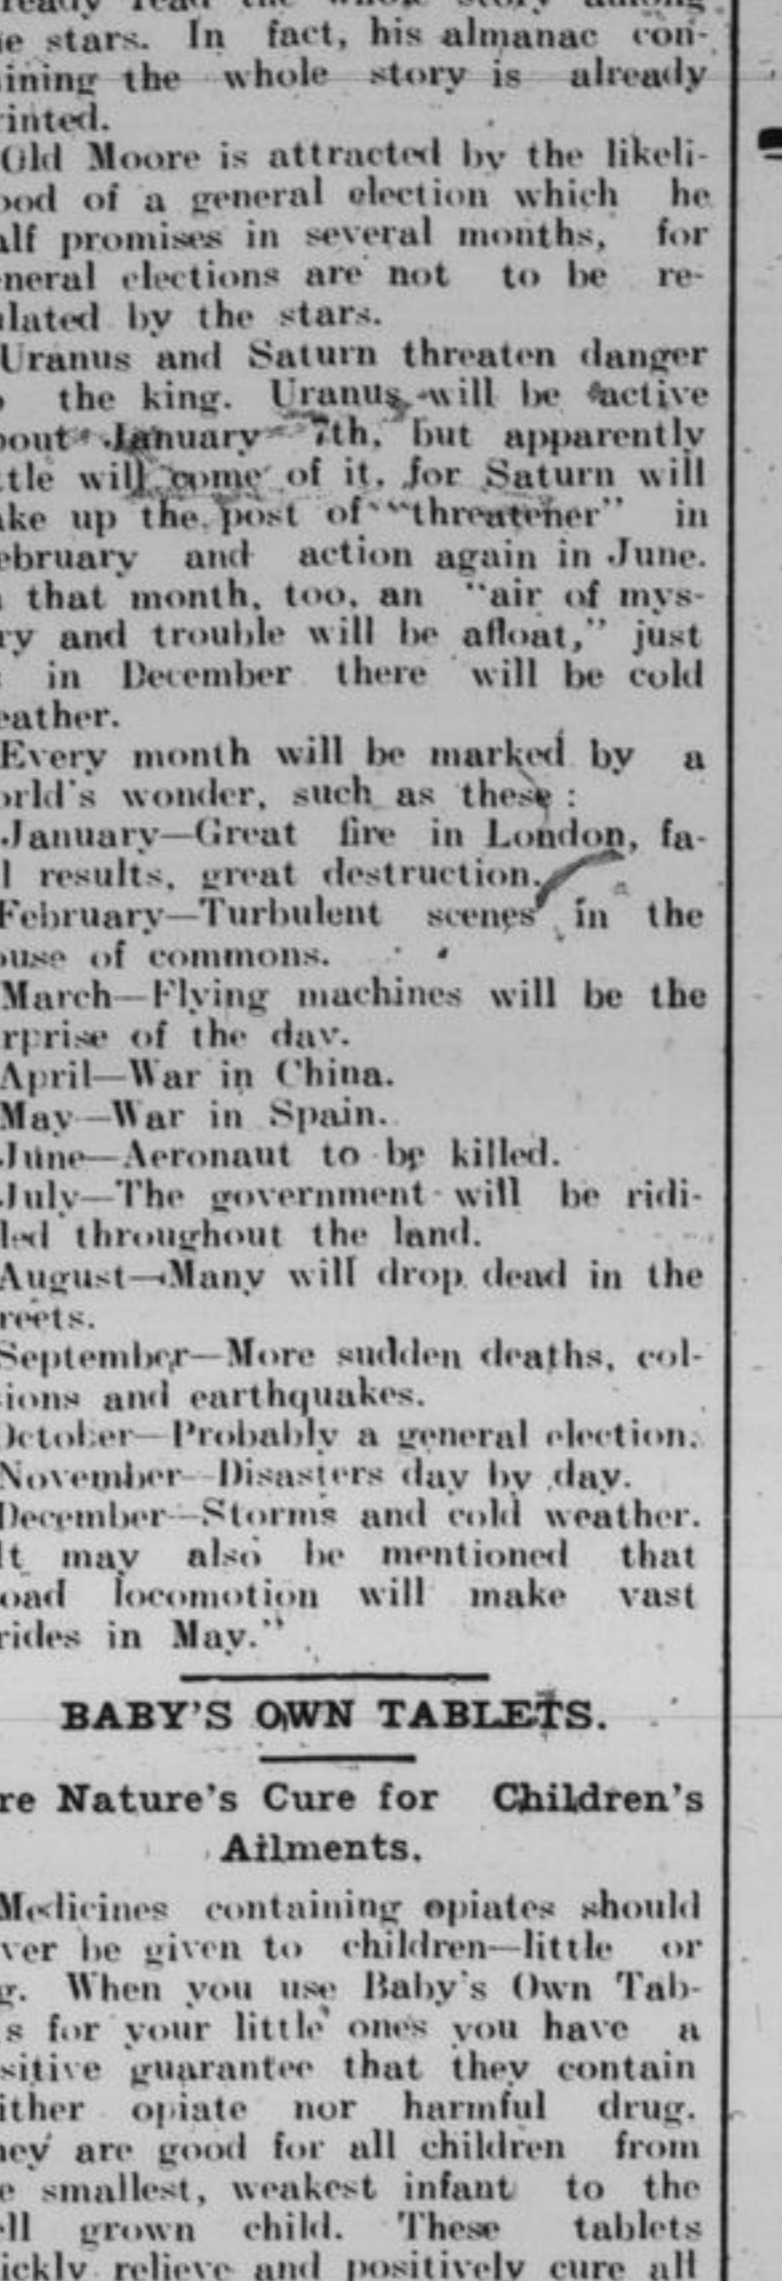 ready read the whole story among
e stars. In fact, his almanac con-
ining the whole story is already
inted.
Old Moore is attracted by the likeli-
ood of a general election which he
alf promises in several months, for
neral elections are not to be re-
lated by the stars.
Uranus and Saturn threaten danger
the king. Uranus will be active
bout January 7th, but apparently
ttle will come of it, for Saturn will
ke up the post of "threatener" in
ebruary and action again in June.
that month, too, an "air of mys-
ry and trouble will be afloat," just
in December there will be cold
eather.
Every month will be marked by a
orld's wonder, such as these:
January—Great fire in London, fa-
l results, great destruction.
February—Turbulent scenes in the
ouse of commons.
March—Flying machines will be the
rprise of the day.
April—War in China.
May—War in Spain.
June—Aeronaut to be killed.
July—The government will be ridi-
led throughout the land.
August—Many will drop dead in the
reets.
September—More sudden deaths, col-
sions and earthquakes.
October—Probably a general election.
November—Disasters day by day.
December—Storms and cold weather.
It may also be mentioned that
oad locomotion will make vast
rides in May."
BABY'S OWN TABLETS.
re Nature's Cure for Children's
Ailments.
Medicines containing opiates should
ver be given to children—little or
g. When you use Baby's Own Tab-
s for your little ones you have a
sitive guarantee that they contain
ither opiate nor harmful drug.
hey are good for all children from
e smallest, weakest infant to the
ell grown child. These tablets
ickly relieve and positively cure all